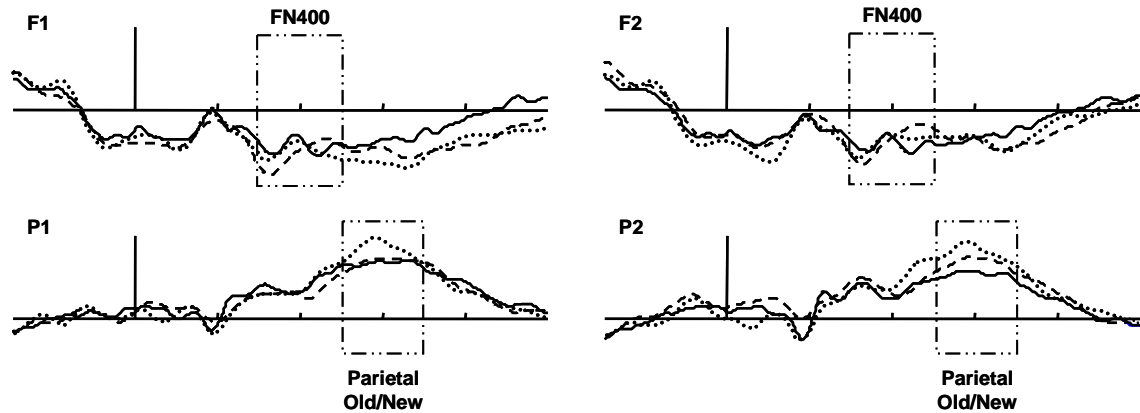 F1
FN400
F2
FN400
P1
P2
Parietal
Old/New
Parietal
Old/New